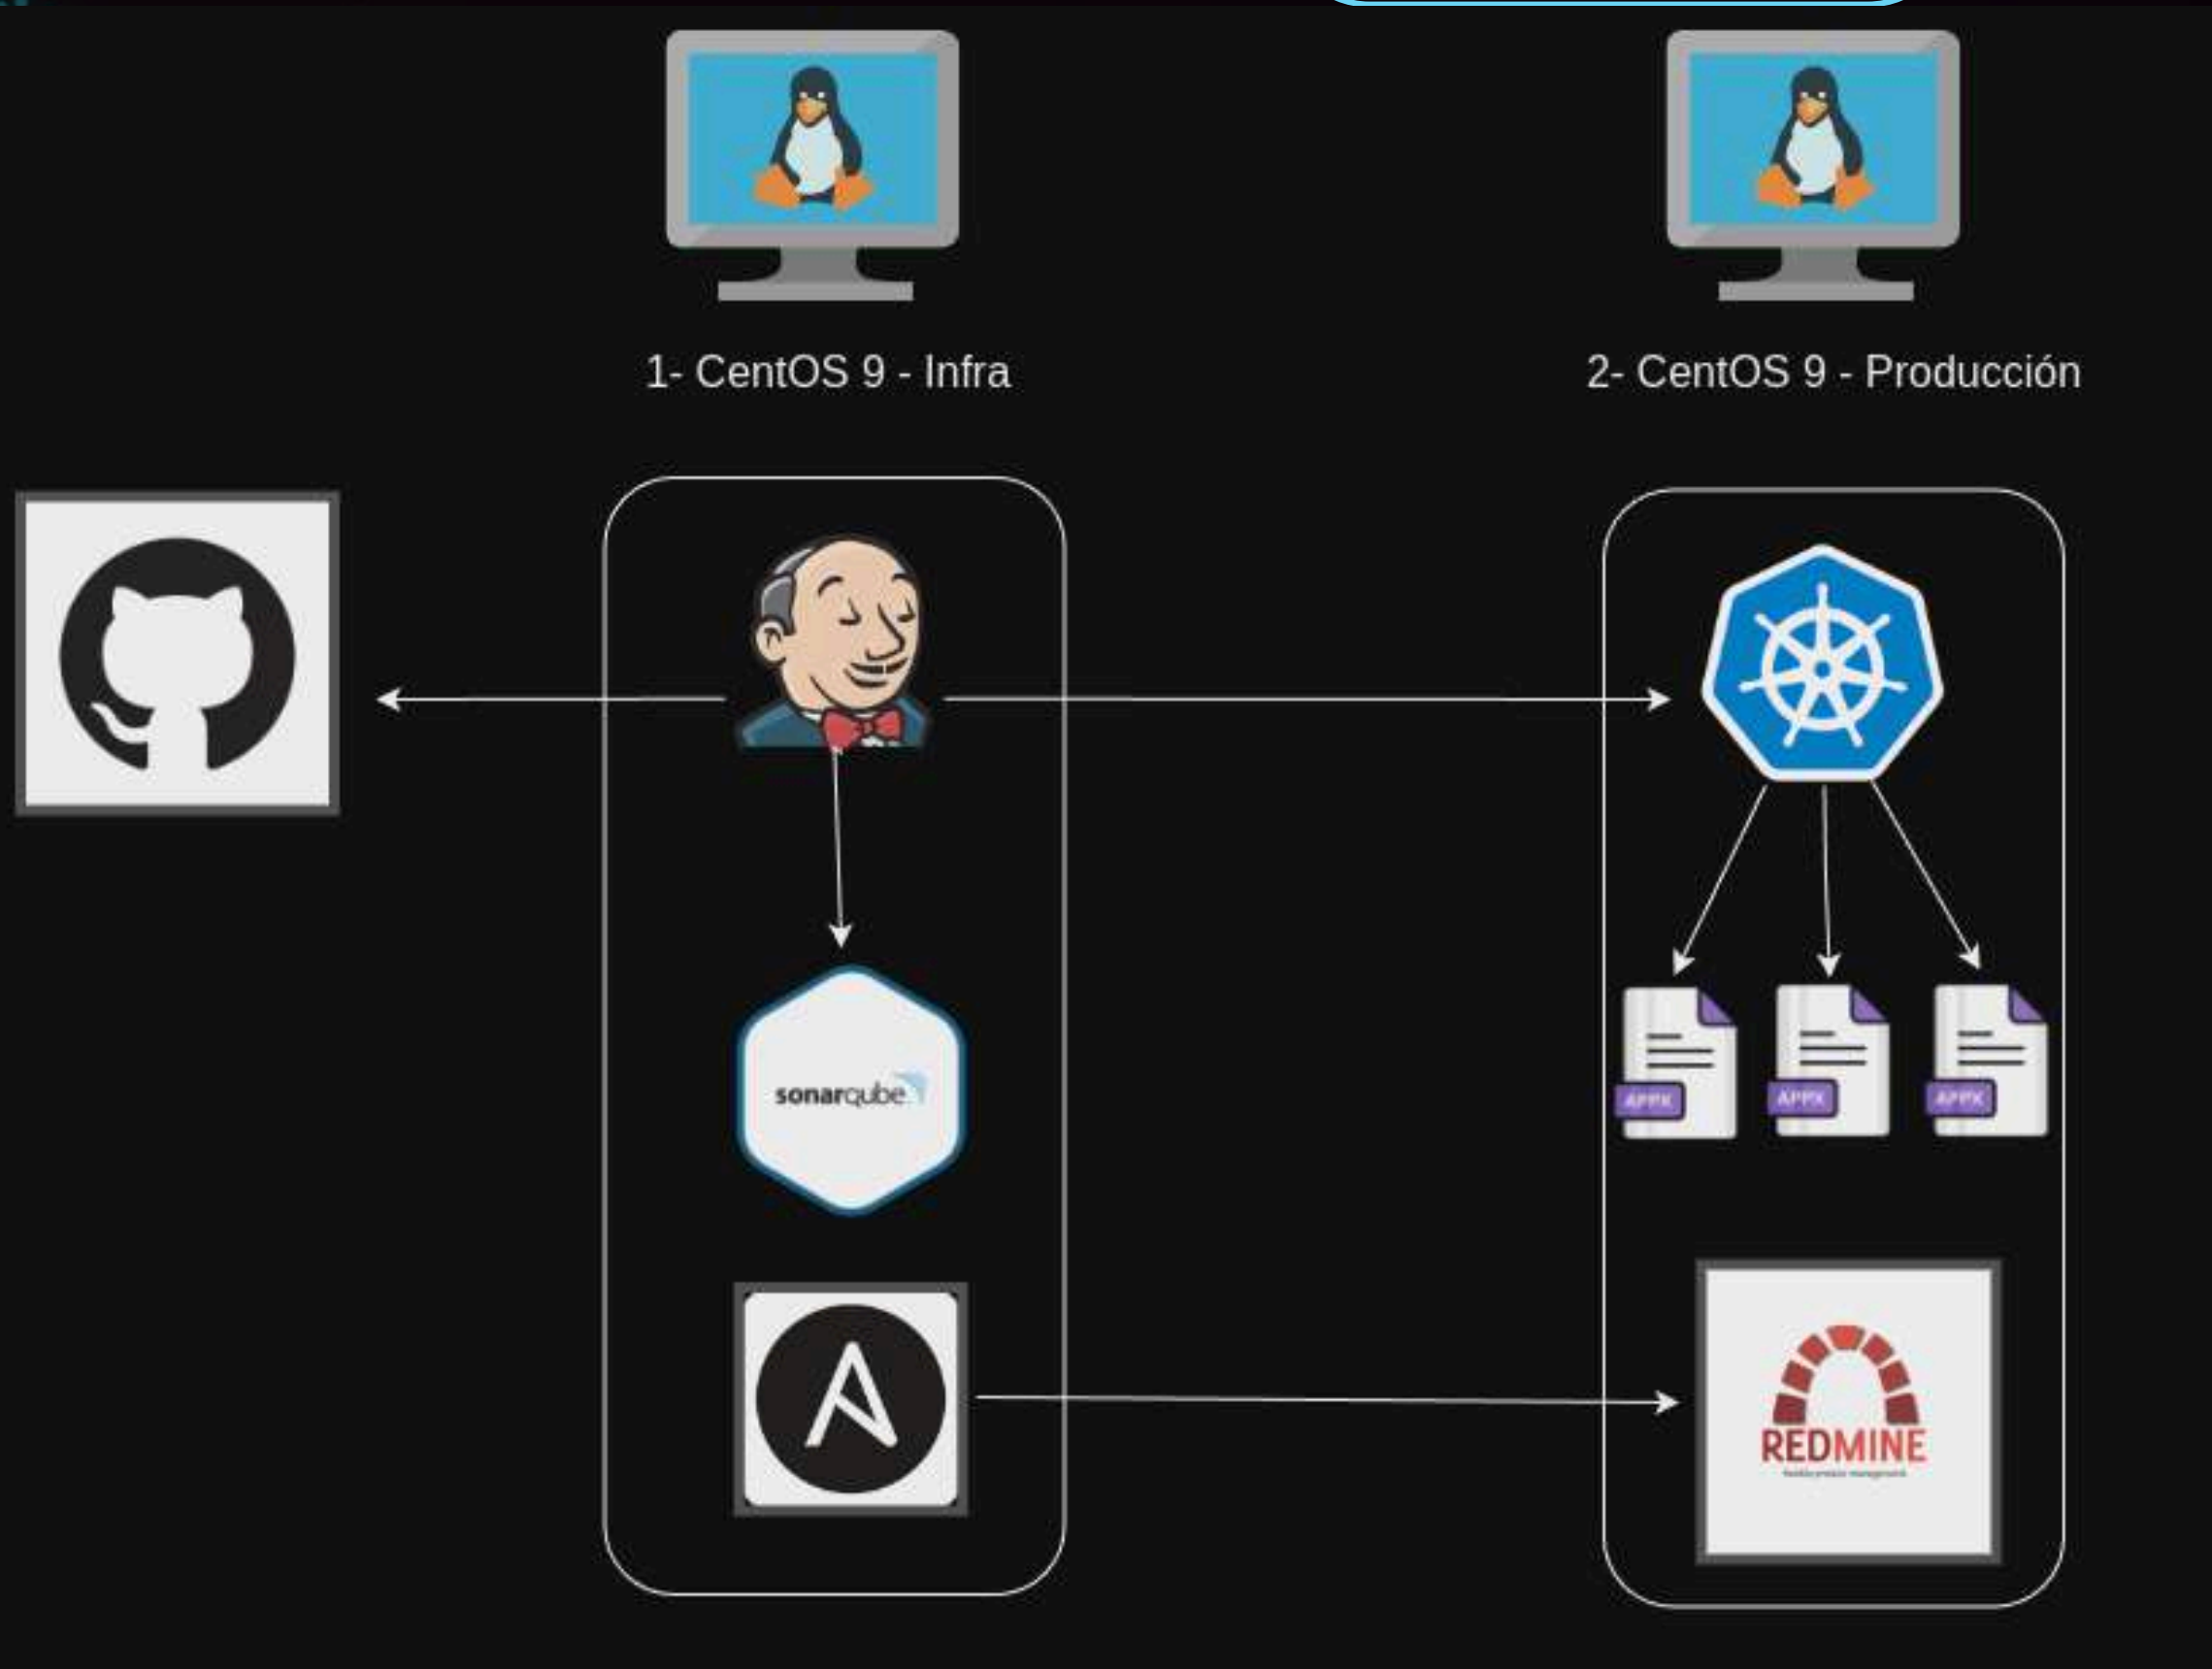 1- CentOS 9 - Infra
2- CentOS 9 - Producción
sonarqube
APPX
APPX
APPX
REDMINE